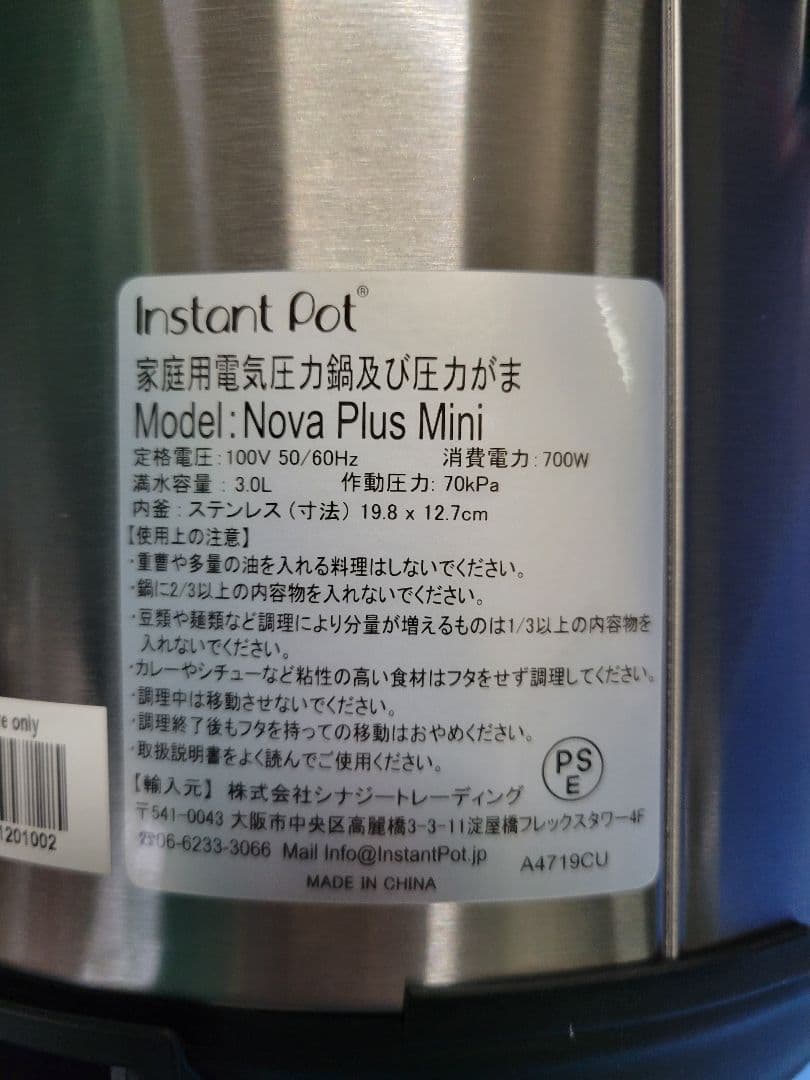 Instant Pot®
家庭用電気圧力鍋及び圧力がま
Model:Nova Plus Mini
定格電圧:100V 50/60Hz 消費電力:700W
満水容量 : 3.0L 作動圧力: 70kPa
内釜 : ステンレス (寸法) 19.8 x 12.7cm
【使用上の注意】
・重曹や多量の油を入れる料理はしないでください。
・鍋に2/3以上の内容物を入れないでください。
・豆類や麺類など調理により分量が増えるものは1/3以上の内容物を
入れないでください。
・カレーやシチューなど粘性の高い食材はフタをせず調理してください。
・調理中は移動させないでください。
・調理終了後もフタを持っての移動はおやめください。
・取扱説明書をよく読んでご使用ください。
PS
E
【輸入元】 株式会社シナジートレーディング
〒541-0043 大阪市中央区高麗橋3-3-11淀屋橋フレックスタワー4F
☎06-6233-3066 Mail Info@InstantPot.jp A4719CU
MADE IN CHINA
only
1201002